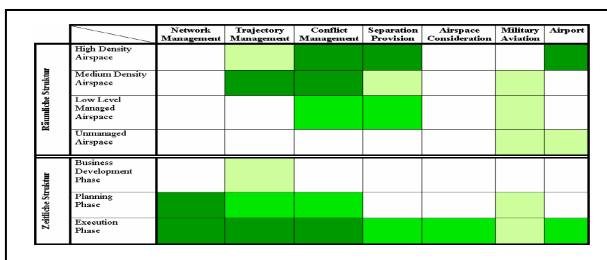 Network Trajectory Conflict Separation Airspace Military Airport
Management Management Management Provision Consideration Aviation
Räumliche Struktur
High Density
Airspace
Medium Density
Airspace
Low Level
Managed
Airspace
Unmanaged
Airspace
Zeitliche Struktur
Business
Development
Phase
Planning
Phase
Execution
Phase